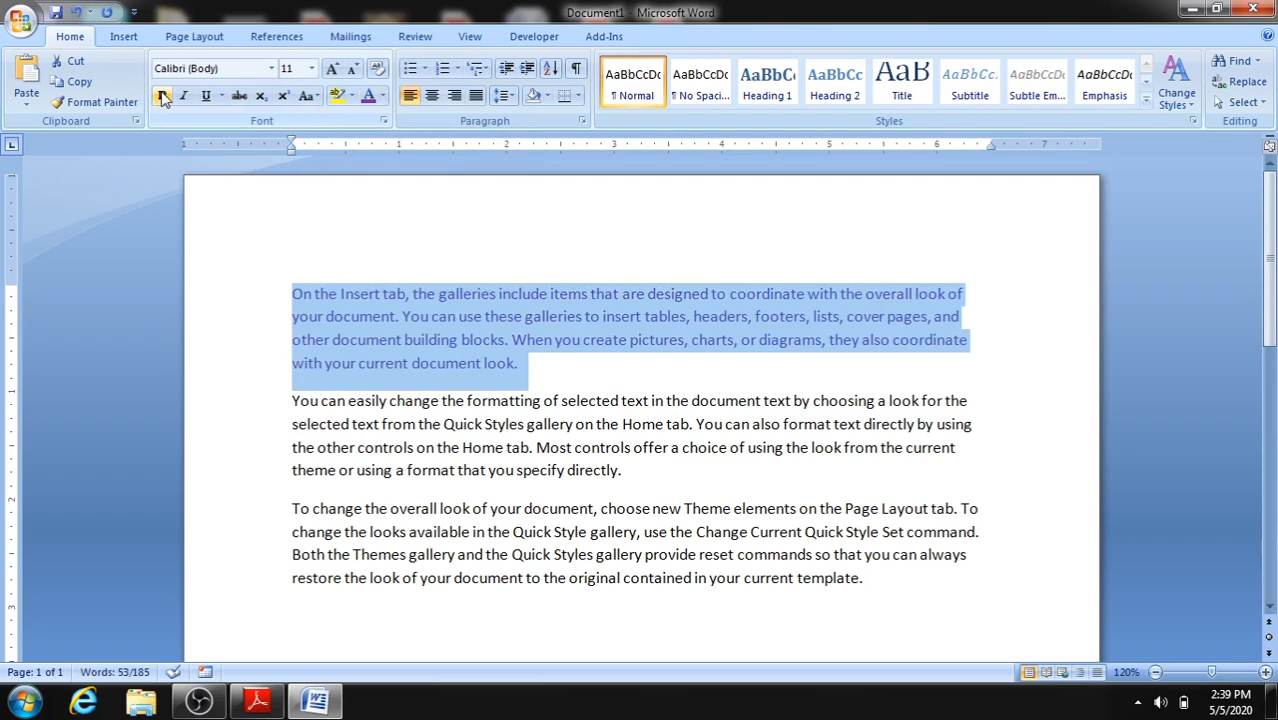 Document1 - Microsoft Word
Home Insert Page Layout References Mailings Review View Developer Add-Ins
Paste Cut Copy Format Painter
Calibri (Body) 11
I U abc x₂ x² Aa ab A
AaBbCcDc AaBbCcDc AaBbCc AaBbCc AaB AaBbCc. AaBbCcDc AaBbCcDc
¶ Normal ¶ No Spaci... Heading 1 Heading 2 Title Subtitle Subtle Em... Emphasis
Change Styles
Find Replace Select
Clipboard Font Paragraph Styles Editing
1 1 2 3 4 5 6 7
On the Insert tab, the galleries include items that are designed to coordinate with the overall look of
your document. You can use these galleries to insert tables, headers, footers, lists, cover pages, and
other document building blocks. When you create pictures, charts, or diagrams, they also coordinate
with your current document look.
You can easily change the formatting of selected text in the document text by choosing a look for the
selected text from the Quick Styles gallery on the Home tab. You can also format text directly by using
the other controls on the Home tab. Most controls offer a choice of using the look from the current
theme or using a format that you specify directly.
To change the overall look of your document, choose new Theme elements on the Page Layout tab. To
change the looks available in the Quick Style gallery, use the Change Current Quick Style Set command.
Both the Themes gallery and the Quick Styles gallery provide reset commands so that you can always
restore the look of your document to the original contained in your current template.
Page: 1 of 1 Words: 53/185 120%
2:39 PM
5/5/2020